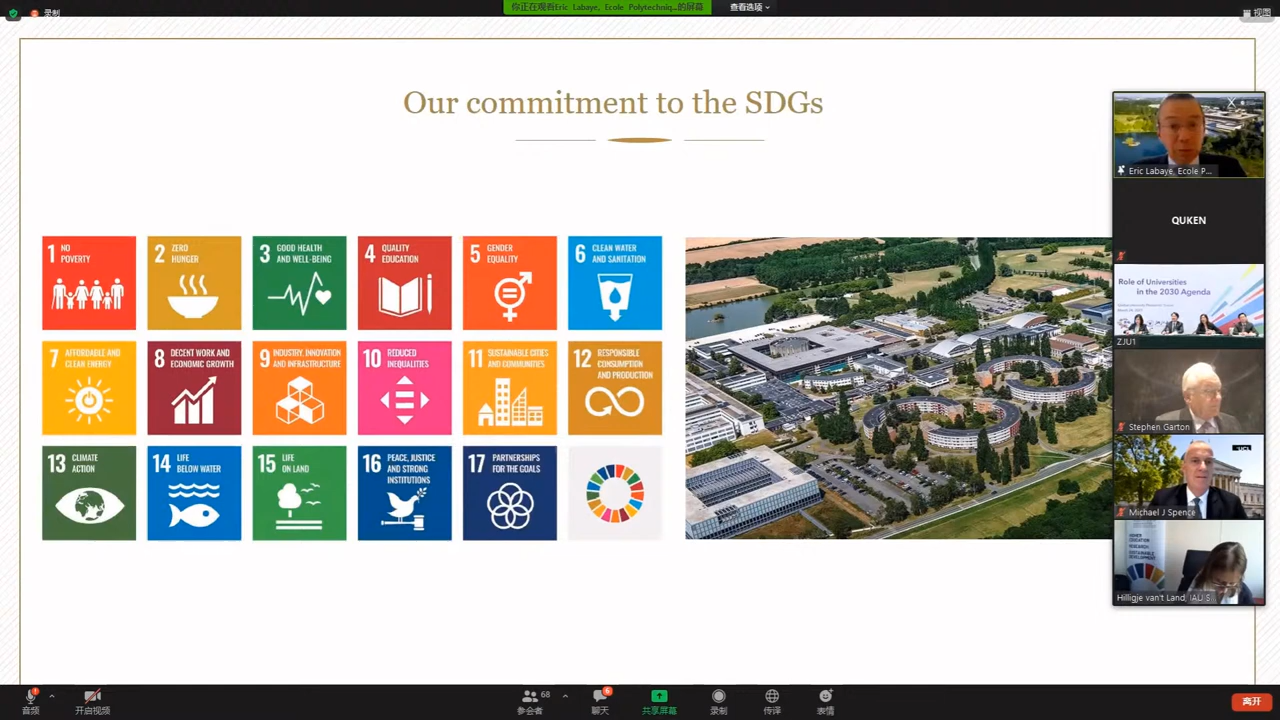 录制
你正在观看Eric Labaye, Ecole Polytechniq...的屏幕
查看选项
视图
Our commitment to the SDGs
1 NO
POVERTY
2 ZERO
HUNGER
3 GOOD HEALTH
AND WELL-BEING
4 QUALITY
EDUCATION
5 GENDER
EQUALITY
6 CLEAN WATER
AND SANITATION
7 AFFORDABLE AND
CLEAN ENERGY
8 DECENT WORK AND
ECONOMIC GROWTH
9 INDUSTRY, INNOVATION
AND INFRASTRUCTURE
10 REDUCED
INEQUALITIES
11 SUSTAINABLE CITIES
AND COMMUNITIES
12 RESPONSIBLE
CONSUMPTION
AND PRODUCTION
13 CLIMATE
ACTION
14 LIFE
BELOW WATER
15 LIFE
ON LAND
16 PEACE, JUSTICE
AND STRONG
INSTITUTIONS
17 PARTNERSHIPS
FOR THE GOALS
Eric Labaye, Ecole P...
QUKEN
Role of Universities
in the 2030 Agenda
ZJU1
Stephen Garton
UCL
Michael J Spence
HIGHER
EDUCATION
RESEARCH
SUSTAINABLE
DEVELOPMENT
Hilligje van't Land, IAU S...
音频
开启视频
68
参会者
6
聊天
共享屏幕
录制
传译
表情
离开